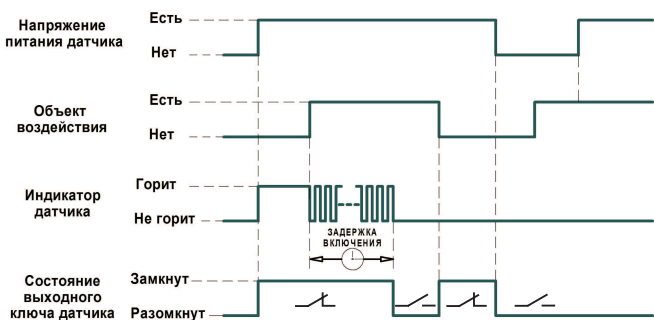 Напряжение
питания датчика
Есть
Нет
Объект
воздействия
Есть
Нет
Индикатор
датчика
Горит
Не горит
ЗАДЕРЖКА
ВКЛЮЧЕНИЯ
Состояние
выходного
ключа датчика
Замкнут
Разомкнут